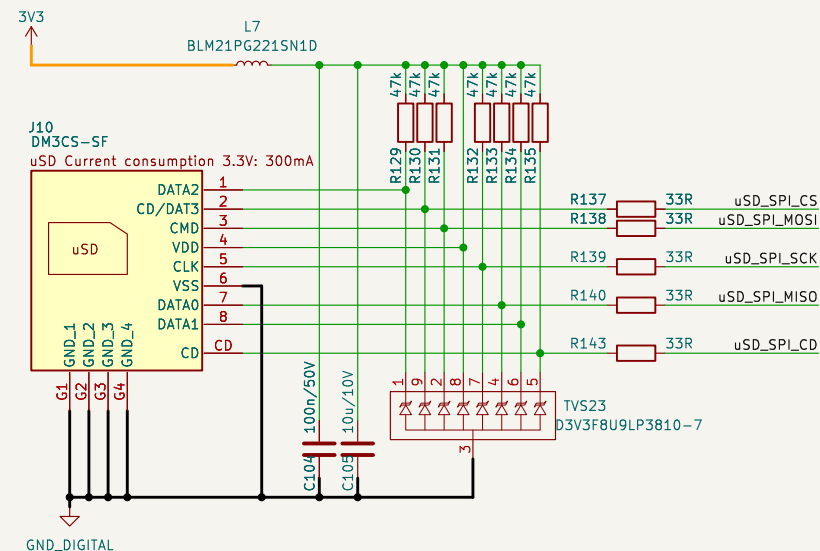 3V3
L7
BLM21PG221SN1D
47k
47k
47k
47k
47k
47k
47k
R129
R130
R131
R132
R133
R134
R135
J10
DM3CS-SF
uSD Current consumption 3.3V: 300mA
uSD
DATA2 1
CD/DAT3 2
CMD 3
VDD 4
CLK 5
VSS 6
DATA0 7
DATA1 8
CD CD
GND_1
GND_2
GND_3
GND_4
G1
G2
G3
G4
R137 33R uSD_SPI_CS
R138 33R uSD_SPI_MOSI
R139 33R uSD_SPI_SCK
R140 33R uSD_SPI_MISO
R143 33R uSD_SPI_CD
100n/50V
C104
10u/10V
C105
1 9 2 8 7 4 6 5
3
TVS23
D3V3F8U9LP3810-7
GND_DIGITAL